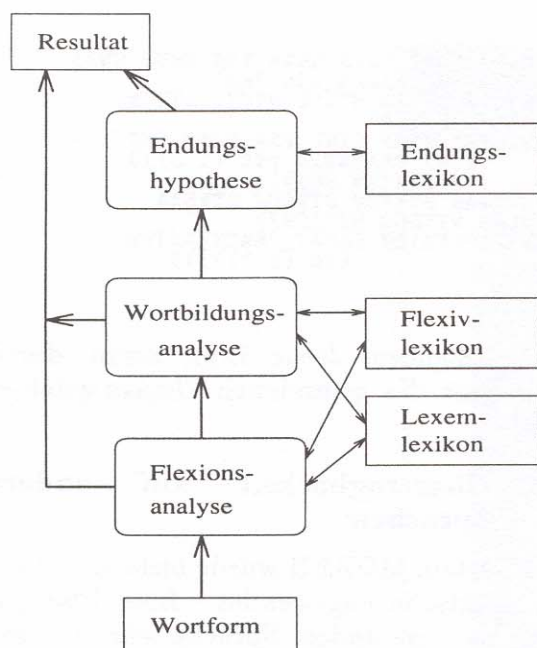 Resultat
Endungs-
hypothese
Endungs-
lexikon
Wortbildungs-
analyse
Flexiv-
lexikon
Lexem-
lexikon
Flexions-
analyse
Wortform